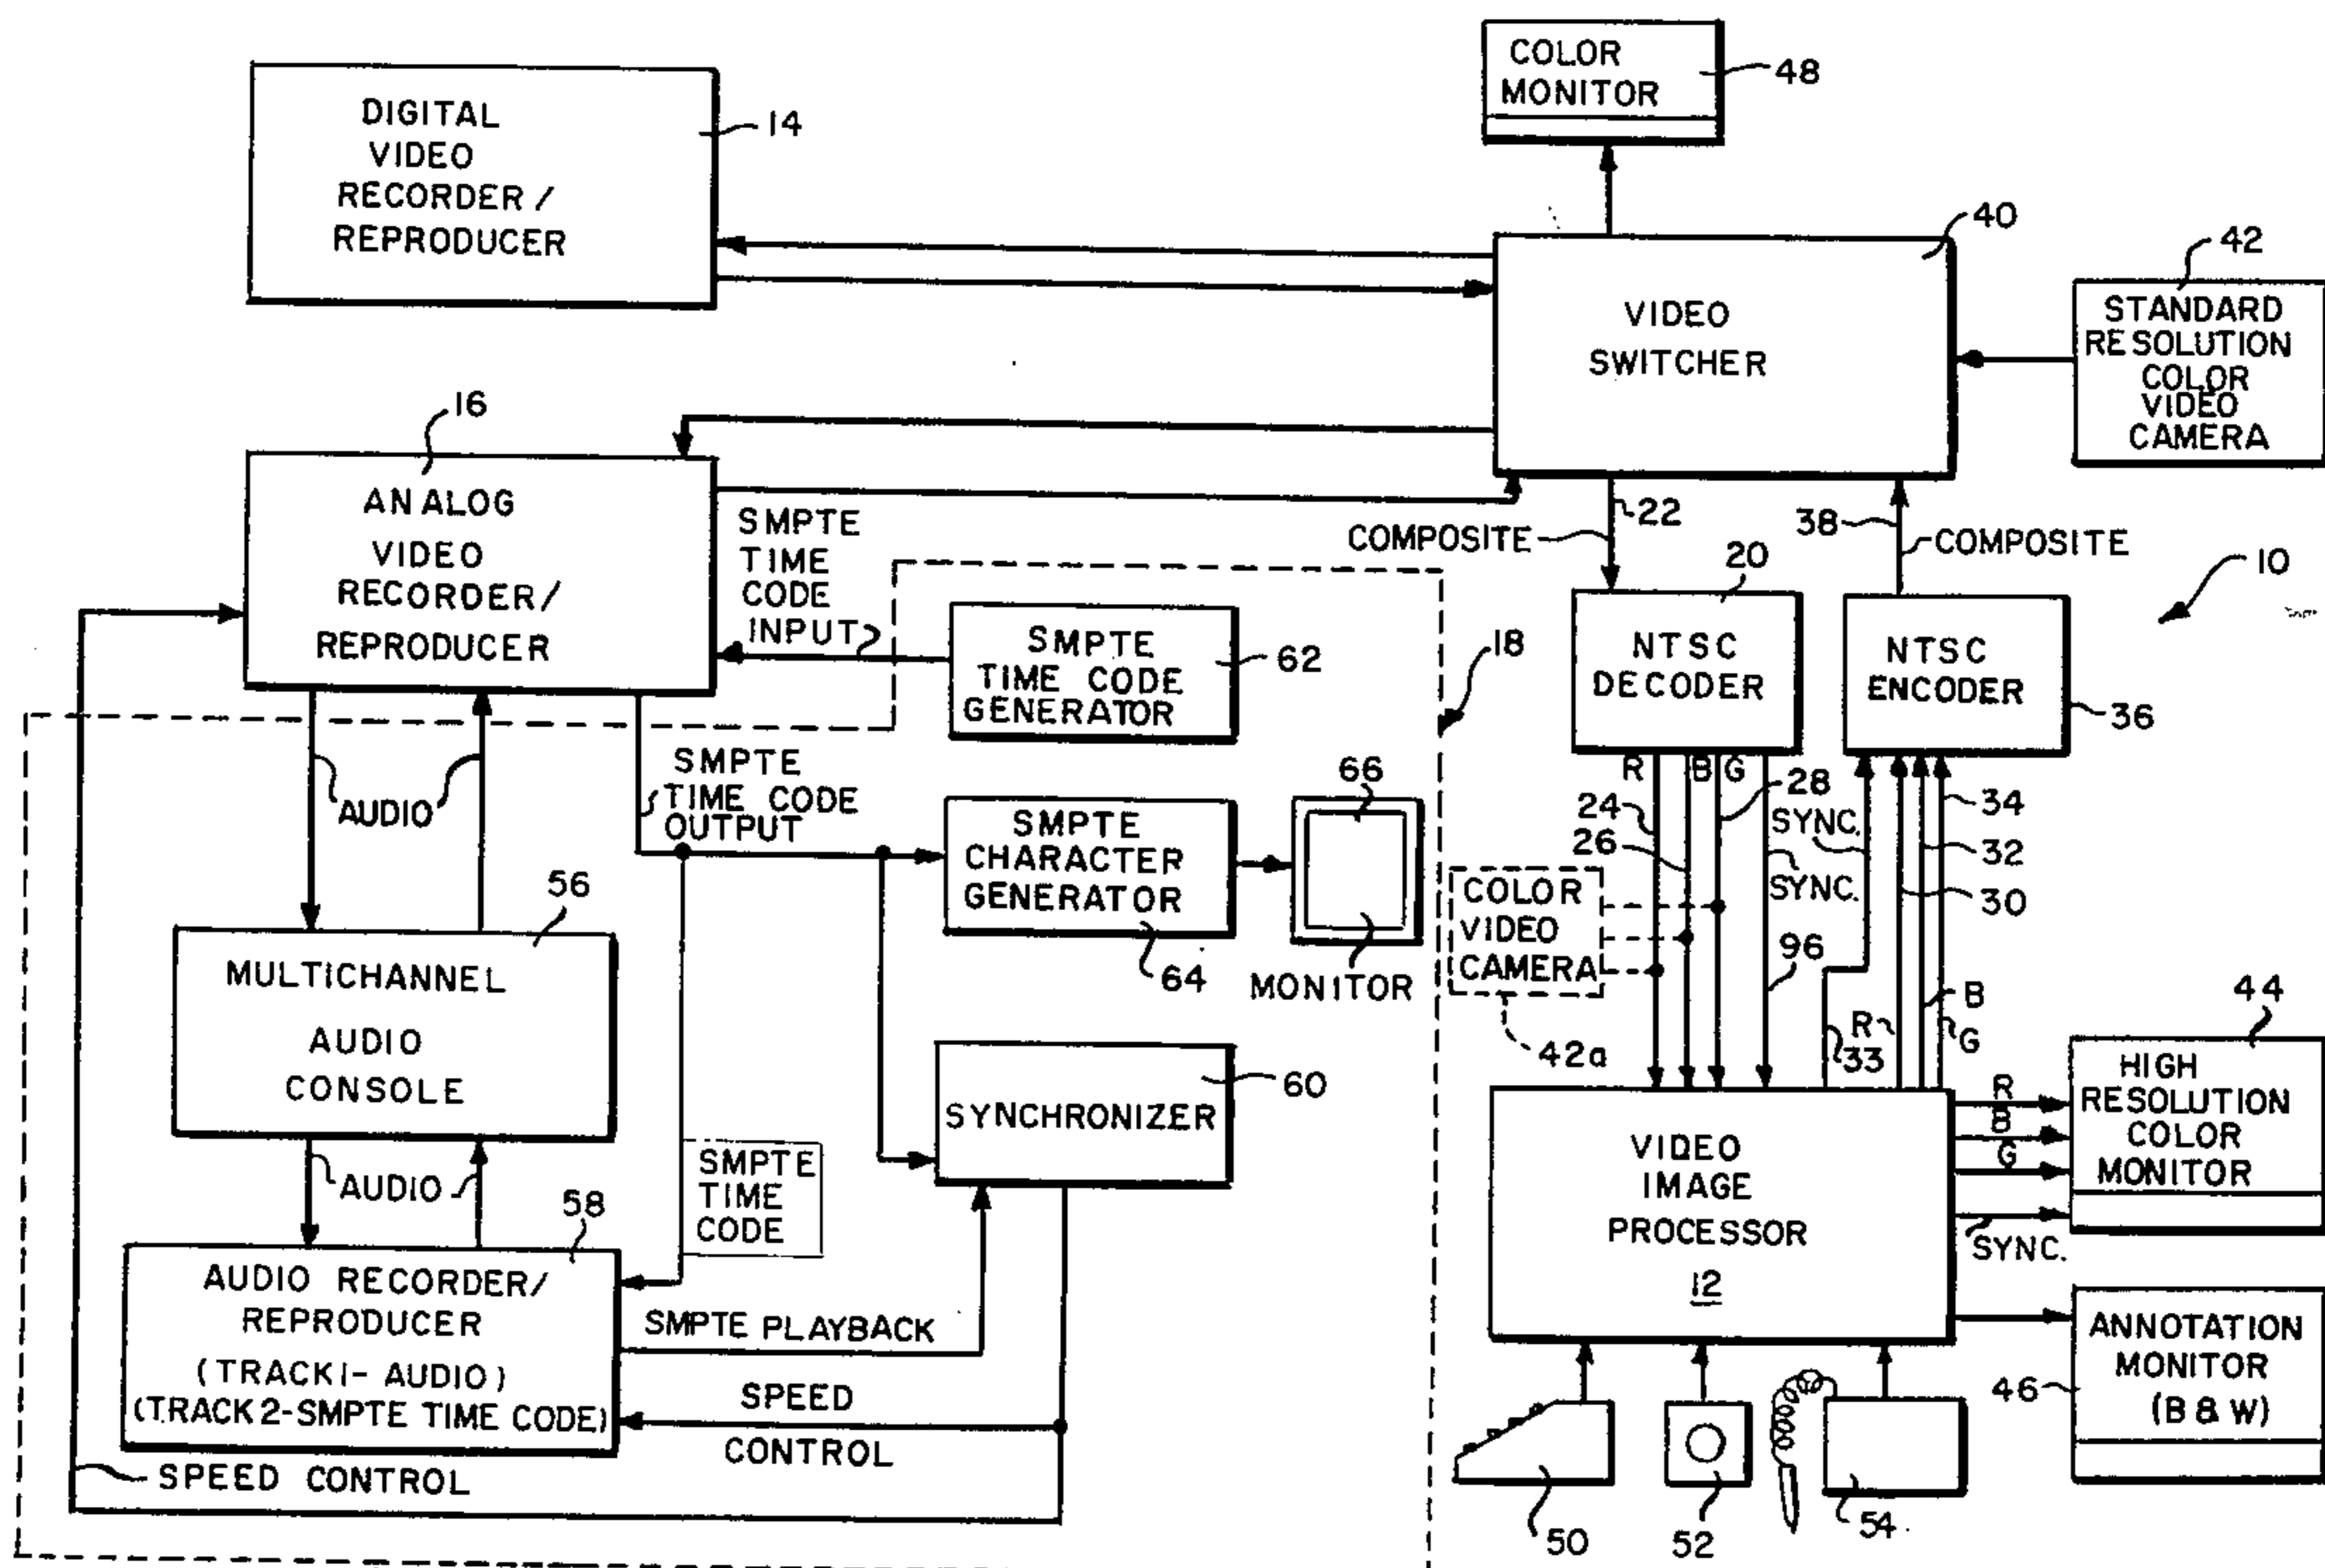 DIGITAL
VIDEO
RECORDER/
REPRODUCER
14
COLOR
MONITOR
48
VIDEO
SWITCHER
40
42
STANDARD
RESOLUTION
COLOR
VIDEO
CAMERA
16
ANALOG
VIDEO
RECORDER/
REPRODUCER
SMPTE
TIME
CODE
INPUT
SMPTE
TIME CODE
GENERATOR
62
18
COMPOSITE
22
38
COMPOSITE
10
20
NTSC
DECODER
NTSC
ENCODER
36
AUDIO
SMPTE
TIME CODE
OUTPUT
SMPTE
CHARACTER
GENERATOR
64
66
MONITOR
R
B
G
24
26
28
SYNC.
SYNC.
34
32
30
COLOR
VIDEO
CAMERA
42a
96
33
R
B
G
56
MULTICHANNEL
AUDIO
CONSOLE
AUDIO
SMPTE
TIME
CODE
SYNCHRONIZER
60
58
AUDIO RECORDER/
REPRODUCER
(TRACK 1- AUDIO)
(TRACK 2-SMPTE TIME CODE)
SMPTE PLAYBACK
SPEED
CONTROL
SPEED CONTROL
VIDEO
IMAGE
PROCESSOR
12
R
B
G
SYNC.
44
HIGH
RESOLUTION
COLOR
MONITOR
ANNOTATION
MONITOR
(B & W)
46
50
52
54